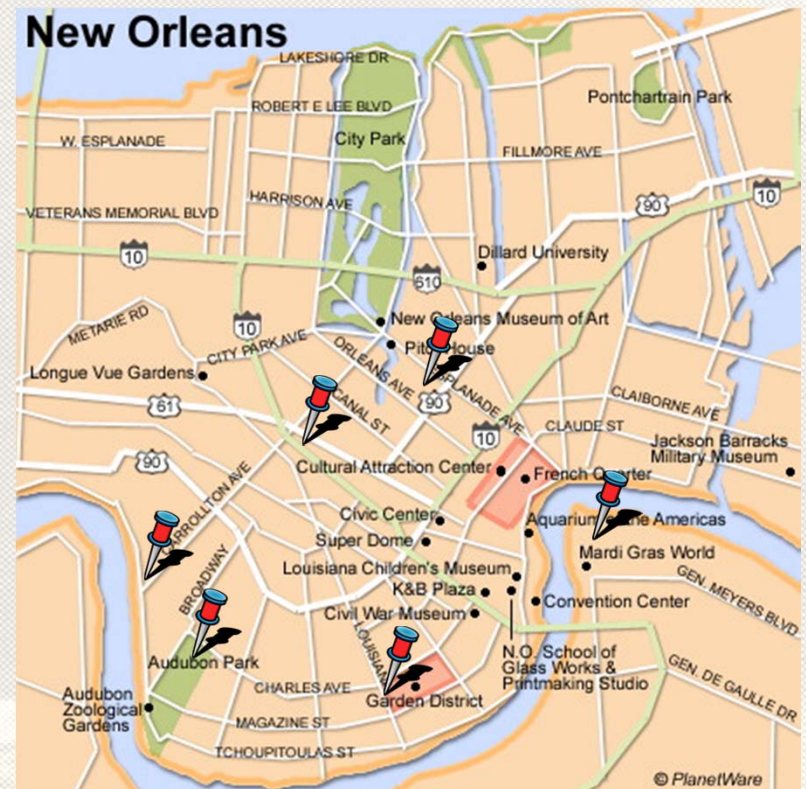 New Orleans
LAKESHORE DR
ROBERT E LEE BLVD
Pontchartrain Park
City Park
W. ESPLANADE
FILLMORE AVE
HARRISON AVE
90
10
VETERANS MEMORIAL BLVD
10
Dillard University
610
10
New Orleans Museum of Art
METARIE RD
CITY PARK AVE
House
ORLEANS AVE
Longue Vue Gardens
ESPLANADE AVE
61
CANAL ST
90
CLAIBORNE AVE
10
CLAUDE ST
Jackson Barracks
Military Museum
90
Cultural Attraction Center
French Quarter
CARROLLTON AVE
Civic Center
Aquarium the Americas
Super Dome
Mardi Gras World
Louisiana Children's Museum
GEN. MEYERS BLVD
BROADWAY
K&B Plaza
Convention Center
Civil War Museum
N.O. School of
Glass Works &
Printmaking Studio
Audubon Park
GEN. DE GAULLE DR
CHARLES AVE
Garden District
Audubon
Zoological
Gardens
MAGAZINE ST
TCHOUPITOULAS ST
© PlanetWare